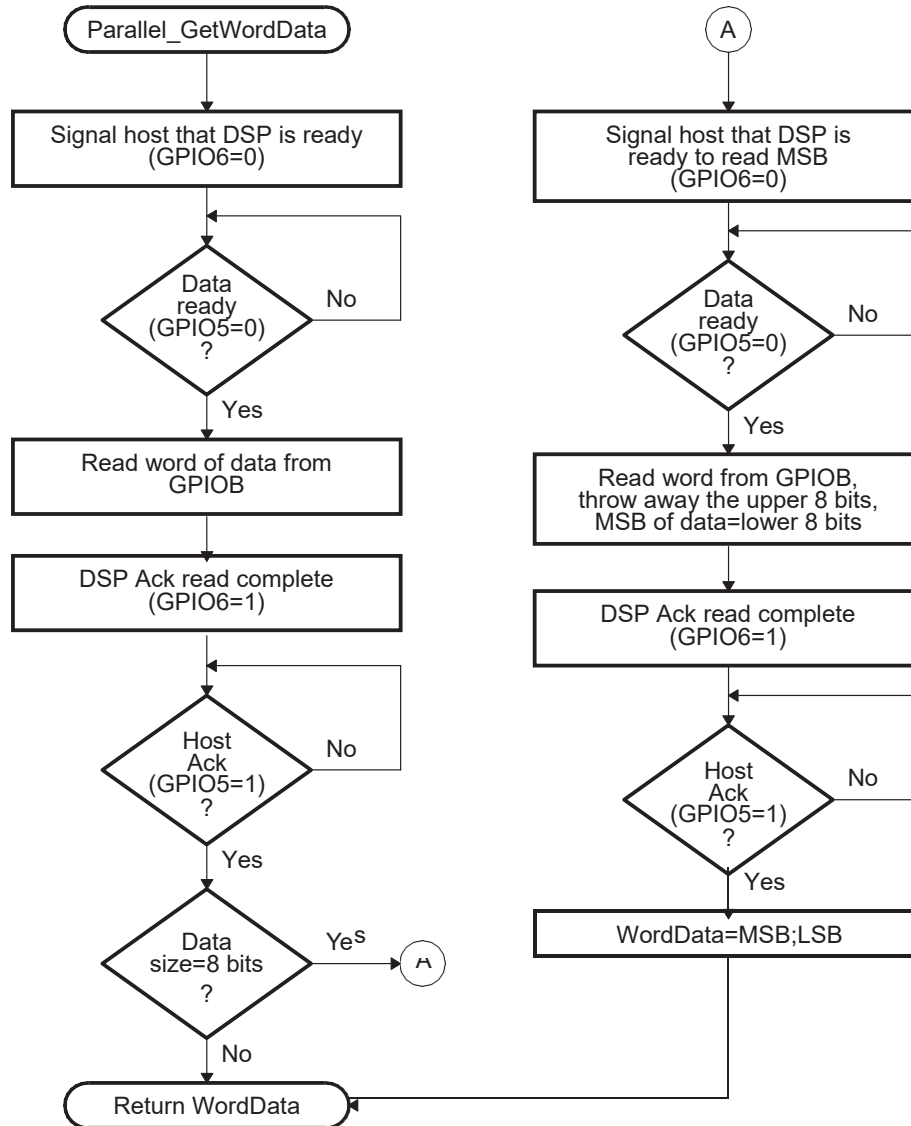 Parallel_GetWordData
Signal host that DSP is ready
(GPIO6=0)
Data
ready
(GPIO5=0)
?
No
Yes
Read word of data from
GPIOB
DSP Ack read complete
(GPIO6=1)
Host
Ack
(GPIO5=1)
?
No
Yes
Data
size=8 bits
?
Yes
A
No
Return WordData
A
Signal host that DSP is
ready to read MSB
(GPIO6=0)
Data
ready
(GPIO5=0)
?
No
Yes
Read word from GPIOB,
throw away the upper 8 bits,
MSB of data=lower 8 bits
DSP Ack read complete
(GPIO6=1)
Host
Ack
(GPIO5=1)
?
No
Yes
WordData=MSB;LSB